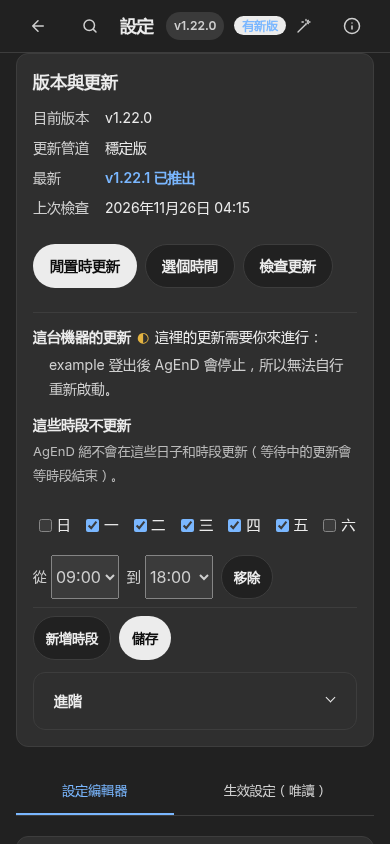 設定 v1.22.0 有新版
版本與更新
目前版本 v1.22.0
更新管道 穩定版
最新 v1.22.1 已推出
上次檢查 2026年11月26日 04:15
閒置時更新 選個時間 檢查更新
這台機器的更新 這裡的更新需要你來進行：
example 登出後 AgEnD 會停止，所以無法自行
重新啟動。
這些時段不更新
AgEnD 絕不會在這些日子和時段更新（等待中的更新會
等時段結束）。
日 一 二 三 四 五 六
從 09:00 到 18:00 移除
新增時段 儲存
進階
設定編輯器 生效設定（唯讀）